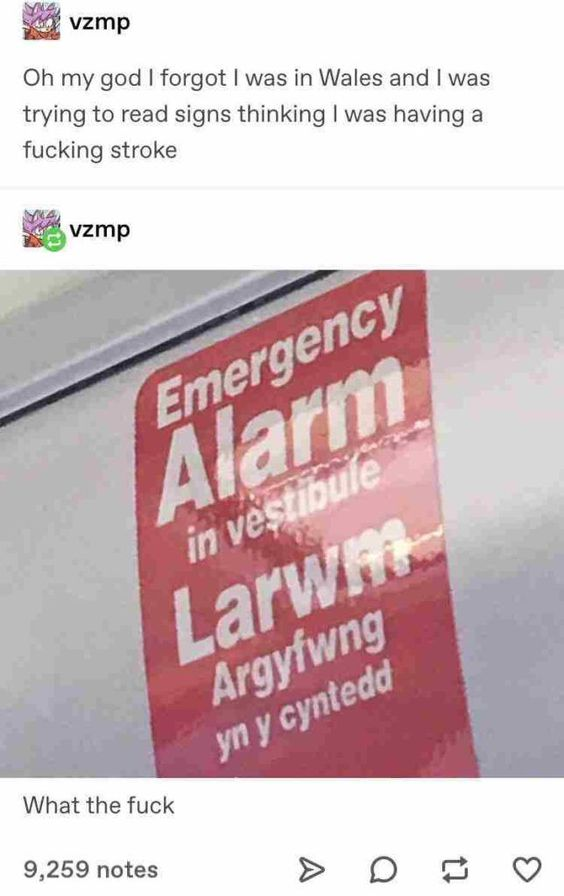 vzmp
Oh my god I forgot I was in Wales and I was
trying to read signs thinking I was having a
fucking stroke
vzmp
Emergency
Alarm
in vestibule
Larwm
Argyfwng
yn y cyntedd
What the fuck
9,259 notes